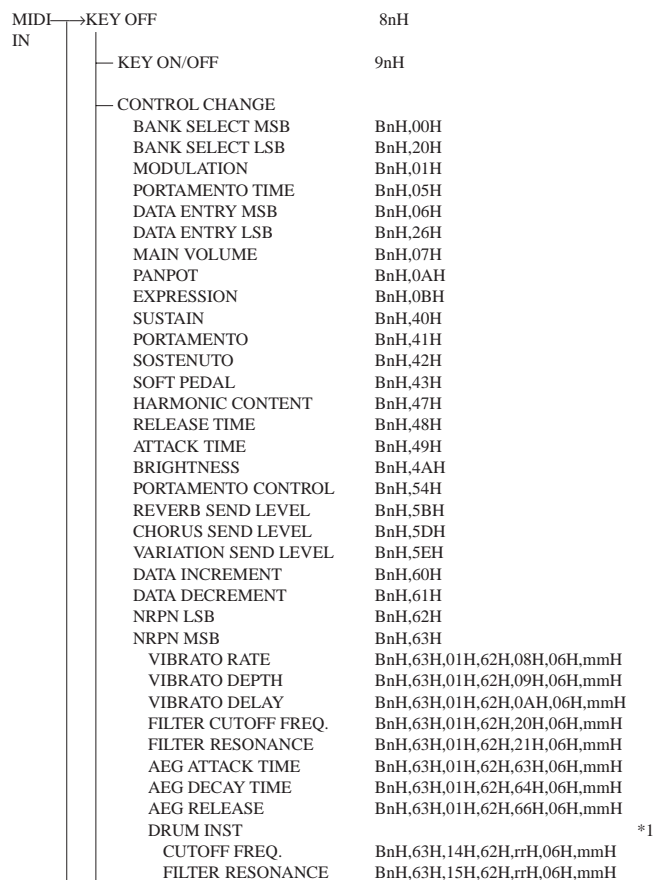 MIDI IN → KEY OFF 8nH
KEY ON/OFF 9nH
CONTROL CHANGE
BANK SELECT MSB BnH,00H
BANK SELECT LSB BnH,20H
MODULATION BnH,01H
PORTAMENTO TIME BnH,05H
DATA ENTRY MSB BnH,06H
DATA ENTRY LSB BnH,26H
MAIN VOLUME BnH,07H
PANPOT BnH,0AH
EXPRESSION BnH,0BH
SUSTAIN BnH,40H
PORTAMENTO BnH,41H
SOSTENUTO BnH,42H
SOFT PEDAL BnH,43H
HARMONIC CONTENT BnH,47H
RELEASE TIME BnH,48H
ATTACK TIME BnH,49H
BRIGHTNESS BnH,4AH
PORTAMENTO CONTROL BnH,54H
REVERB SEND LEVEL BnH,5BH
CHORUS SEND LEVEL BnH,5DH
VARIATION SEND LEVEL BnH,5EH
DATA INCREMENT BnH,60H
DATA DECREMENT BnH,61H
NRPN LSB BnH,62H
NRPN MSB BnH,63H
VIBRATO RATE BnH,63H,01H,62H,08H,06H,mmH
VIBRATO DEPTH BnH,63H,01H,62H,09H,06H,mmH
VIBRATO DELAY BnH,63H,01H,62H,0AH,06H,mmH
FILTER CUTOFF FREQ. BnH,63H,01H,62H,20H,06H,mmH
FILTER RESONANCE BnH,63H,01H,62H,21H,06H,mmH
AEG ATTACK TIME BnH,63H,01H,62H,63H,06H,mmH
AEG DECAY TIME BnH,63H,01H,62H,64H,06H,mmH
AEG RELEASE BnH,63H,01H,62H,66H,06H,mmH
DRUM INST *1
CUTOFF FREQ. BnH,63H,14H,62H,rrH,06H,mmH
FILTER RESONANCE BnH,63H,15H,62H,rrH,06H,mmH